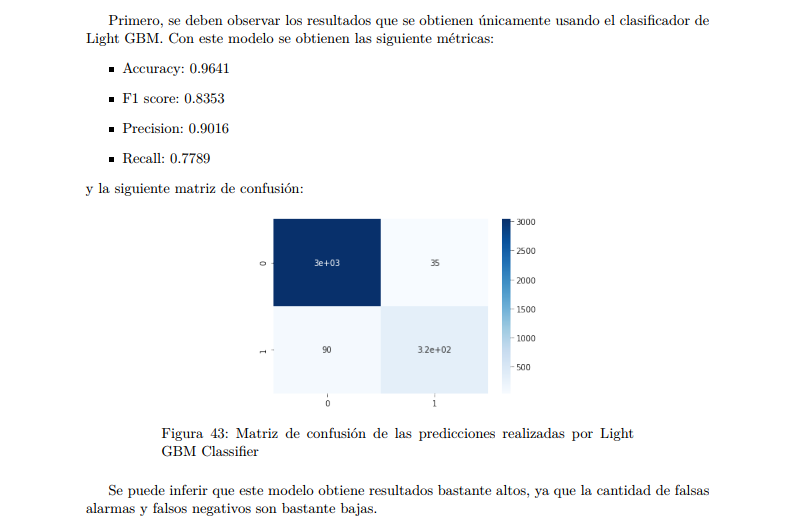 Primero, se deben observar los resultados que se obtienen únicamente usando el clasificador de
Light GBM. Con este modelo se obtienen las siguiente métricas:
▪ Accuracy: 0.9641
▪ F1 score: 0.8353
▪ Precision: 0.9016
▪ Recall: 0.7789
y la siguiente matriz de confusión:
3000
2500
2000
1500
1000
500
0
3e+03
35
1
90
3.2e+02
0
1
Figura 43: Matriz de confusión de las predicciones realizadas por Light
GBM Classifier
Se puede inferir que este modelo obtiene resultados bastante altos, ya que la cantidad de falsas
alarmas y falsos negativos son bastante bajas.